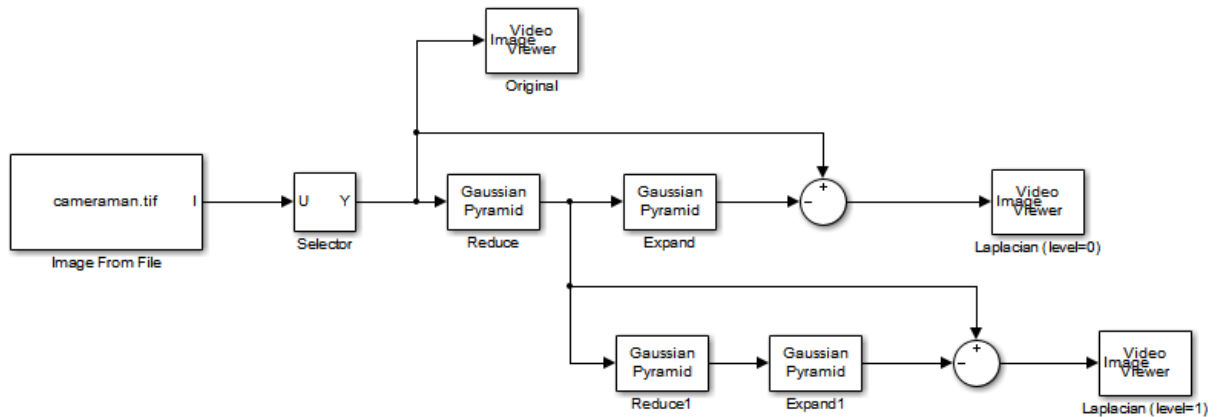 Video
Image
Viewer
Original
cameraman.tif
I
Image From File
U
Y
Selector
Gaussian
Pyramid
Reduce
Gaussian
Pyramid
Expand
+
−
Video
Image
Viewer
Laplacian (level=0)
Gaussian
Pyramid
Reduce1
Gaussian
Pyramid
Expand1
+
−
Video
Image
Viewer
Laplacian (level=1)